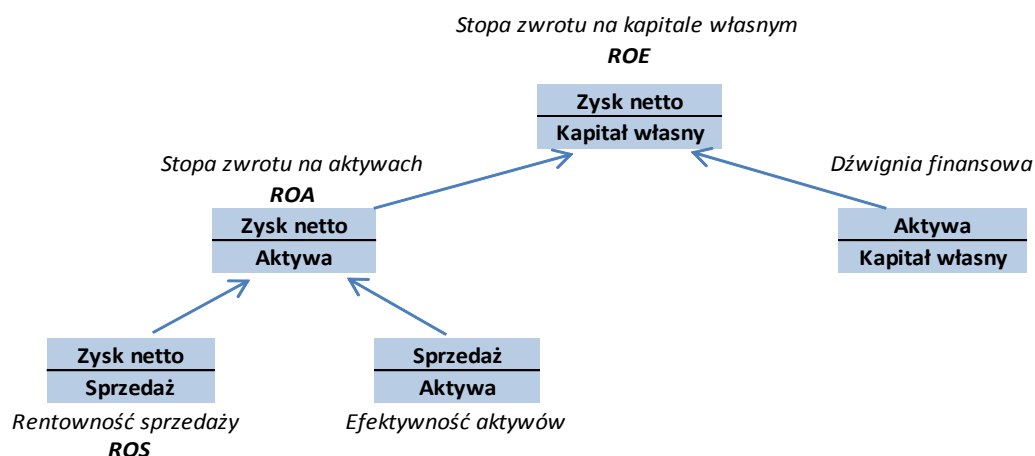 Stopa zwrotu na kapitale własnym
ROE
Zysk netto
Kapitał własny
Stopa zwrotu na aktywach
ROA
Zysk netto
Aktywa
Dźwignia finansowa
Aktywa
Kapitał własny
Zysk netto
Sprzedaż
Rentowność sprzedaży
ROS
Sprzedaż
Aktywa
Efektywność aktywów